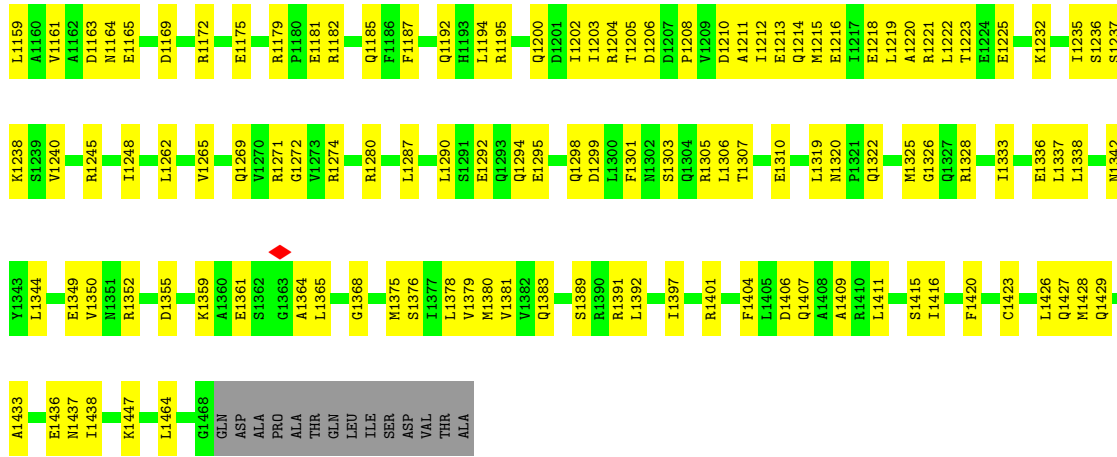 L1159 A1160 V1161 A1162 D1163 N1164 E1165 D1169 R1172 E1175 R1179 P1180 E1181 R1182 Q1185 F1186 F1187 Q1192 H1193 L1194 R1195 Q1200 D1201 I1202 I1203 R1204 T1205 D1206 D1207 P1208 V1209 D1210 A1211 I1212 E1213 Q1214 M1215 E1216 I1217 E1218 L1219 A1220 R1221 L1222 T1223 E1224 E1225 K1232 I1235 S1236 S1237
K1238 S1239 V1240 R1245 I1248 L1262 V1265 Q1269 V1270 R1271 G1272 V1273 R1274 R1280 L1287 L1290 S1291 E1292 Q1293 Q1294 E1295 Q1298 D1299 L1300 F1301 N1302 S1303 Q1304 R1305 L1306 T1307 E1310 L1319 N1320 P1321 Q1322 M1325 G1326 Q1327 R1328 I1333 E1336 L1337 L1338 N1342
Y1343 L1344 E1349 V1350 N1351 R1352 D1355 K1359 A1360 E1361 S1362 G1363 A1364 L1365 G1368 M1375 S1376 I1377 L1378 V1379 M1380 V1381 V1382 Q1383 S1389 R1390 R1391 L1392 I1397 R1401 F1404 L1405 D1406 Q1407 A1408 A1409 R1410 L1411 S1415 I1416 F1420 C1423 L1426 Q1427 M1428 Q1429
A1433 E1436 N1437 I1438 K1447 L1464 G1468 GLN ASP ALA PRO ALA THR GLN LEU ILE SER ASP VAL THR ALA